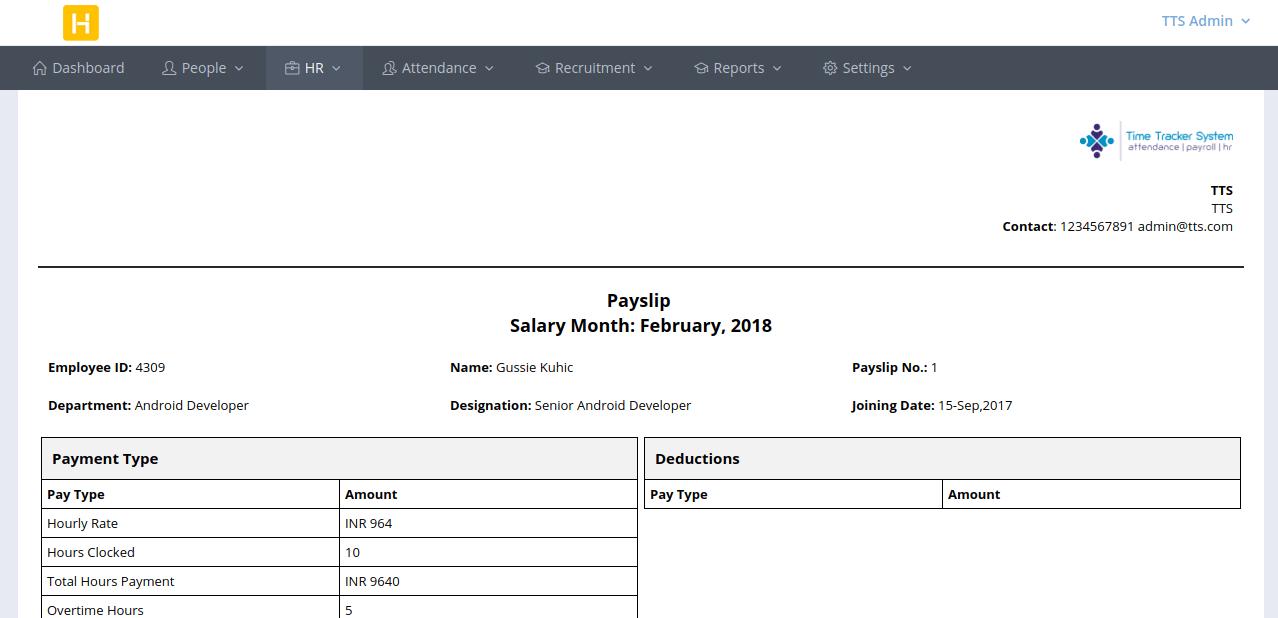 H
TTS Admin
Dashboard People HR Attendance Recruitment Reports Settings
Time Tracker System
attendance | payroll | hr
TTS
TTS
Contact: 1234567891 admin@tts.com
Payslip
Salary Month: February, 2018
Employee ID: 4309 Name: Gussie Kuhic Payslip No.: 1
Department: Android Developer Designation: Senior Android Developer Joining Date: 15-Sep,2017
Payment Type Deductions
Pay Type Amount Pay Type Amount
Hourly Rate INR 964
Hours Clocked 10
Total Hours Payment INR 9640
Overtime Hours 5